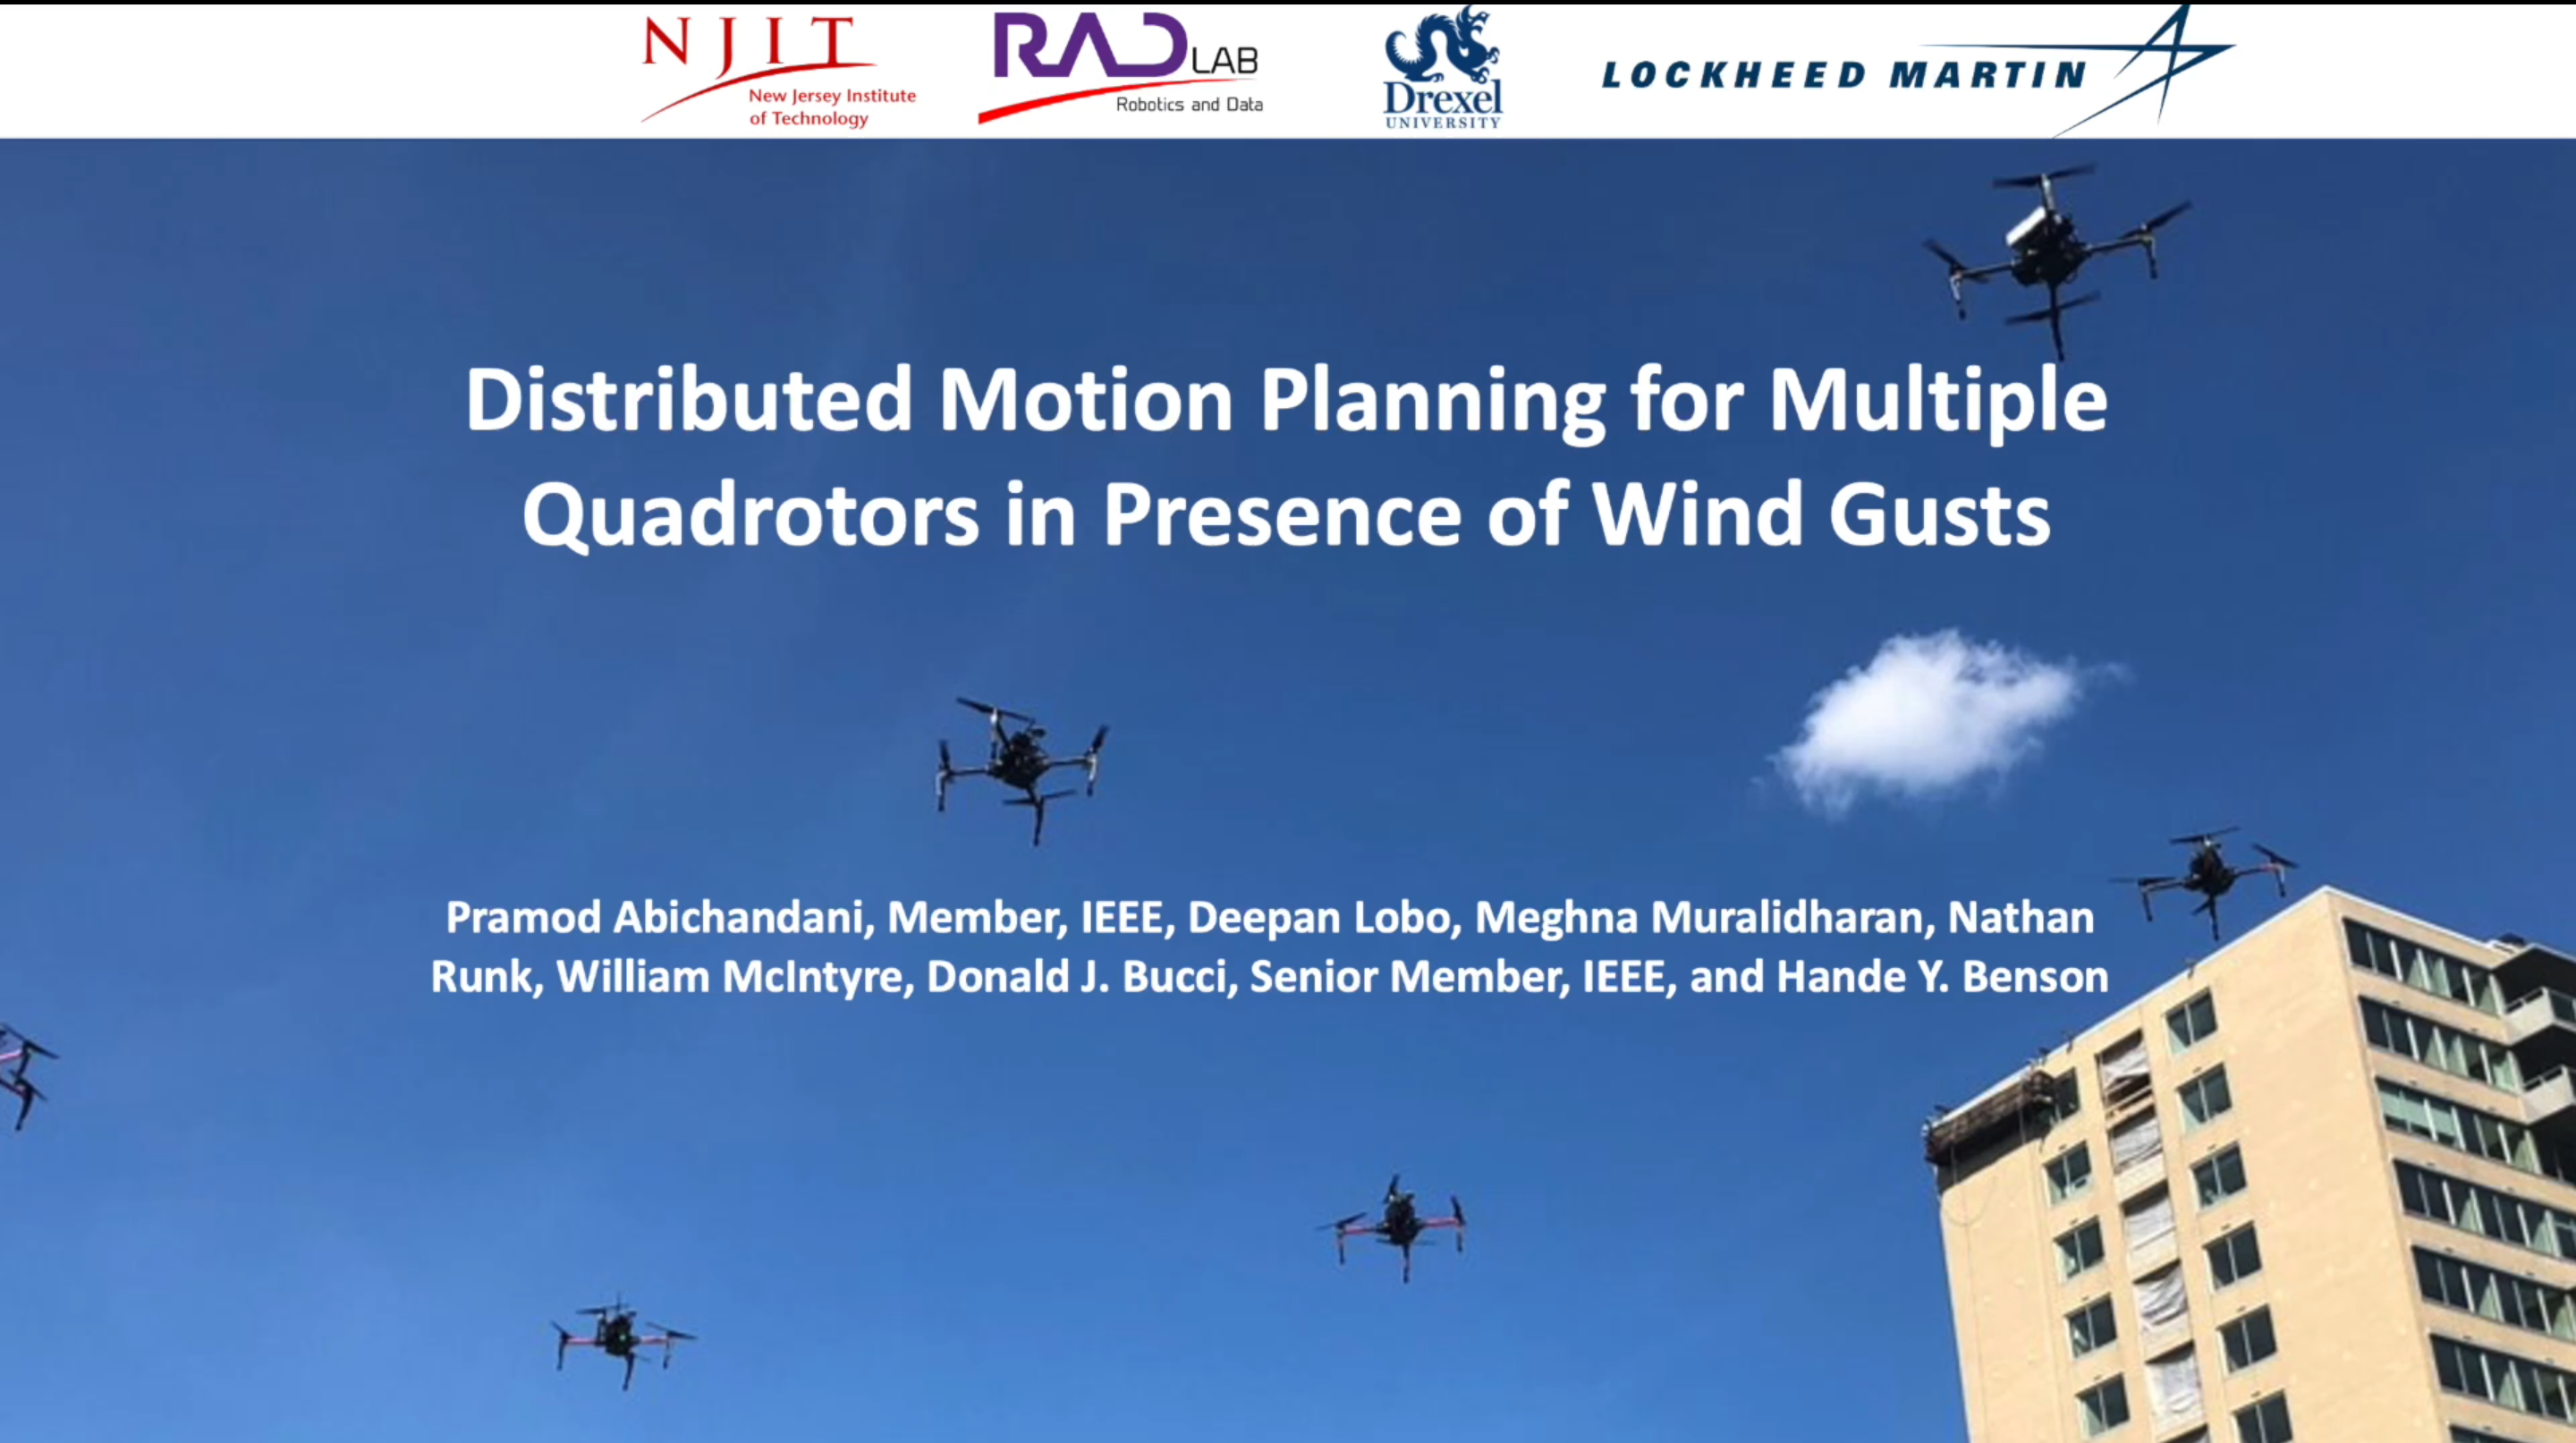 NJIT
New Jersey Institute
of Technology
RAD LAB
Robotics and Data
Drexel
UNIVERSITY
LOCKHEED MARTIN
Distributed Motion Planning for Multiple
Quadrotors in Presence of Wind Gusts
Pramod Abichandani, Member, IEEE, Deepan Lobo, Meghna Muralidharan, Nathan
Runk, William McIntyre, Donald J. Bucci, Senior Member, IEEE, and Hande Y. Benson